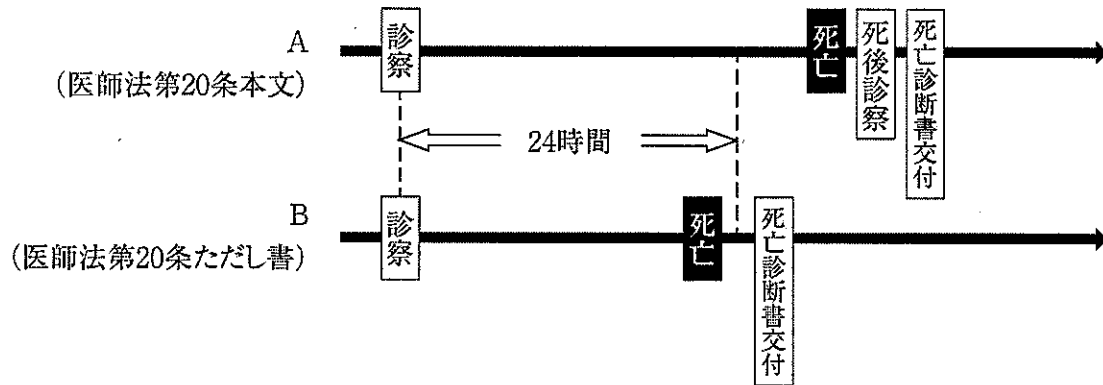 A
(医師法第20条本文)
診察
死亡
死後診察
死亡診断書交付
24時間
B
(医師法第20条ただし書)
診察
死亡
死亡診断書交付